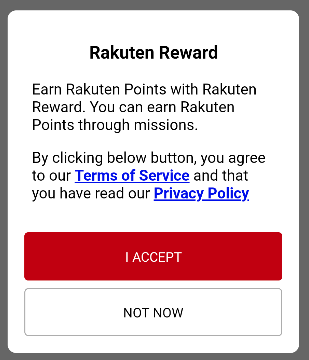 Rakuten Reward
Earn Rakuten Points with Rakuten
Reward. You can earn Rakuten
Points through missions.
By clicking below button, you agree
to our Terms of Service and that
you have read our Privacy Policy
I ACCEPT
NOT NOW